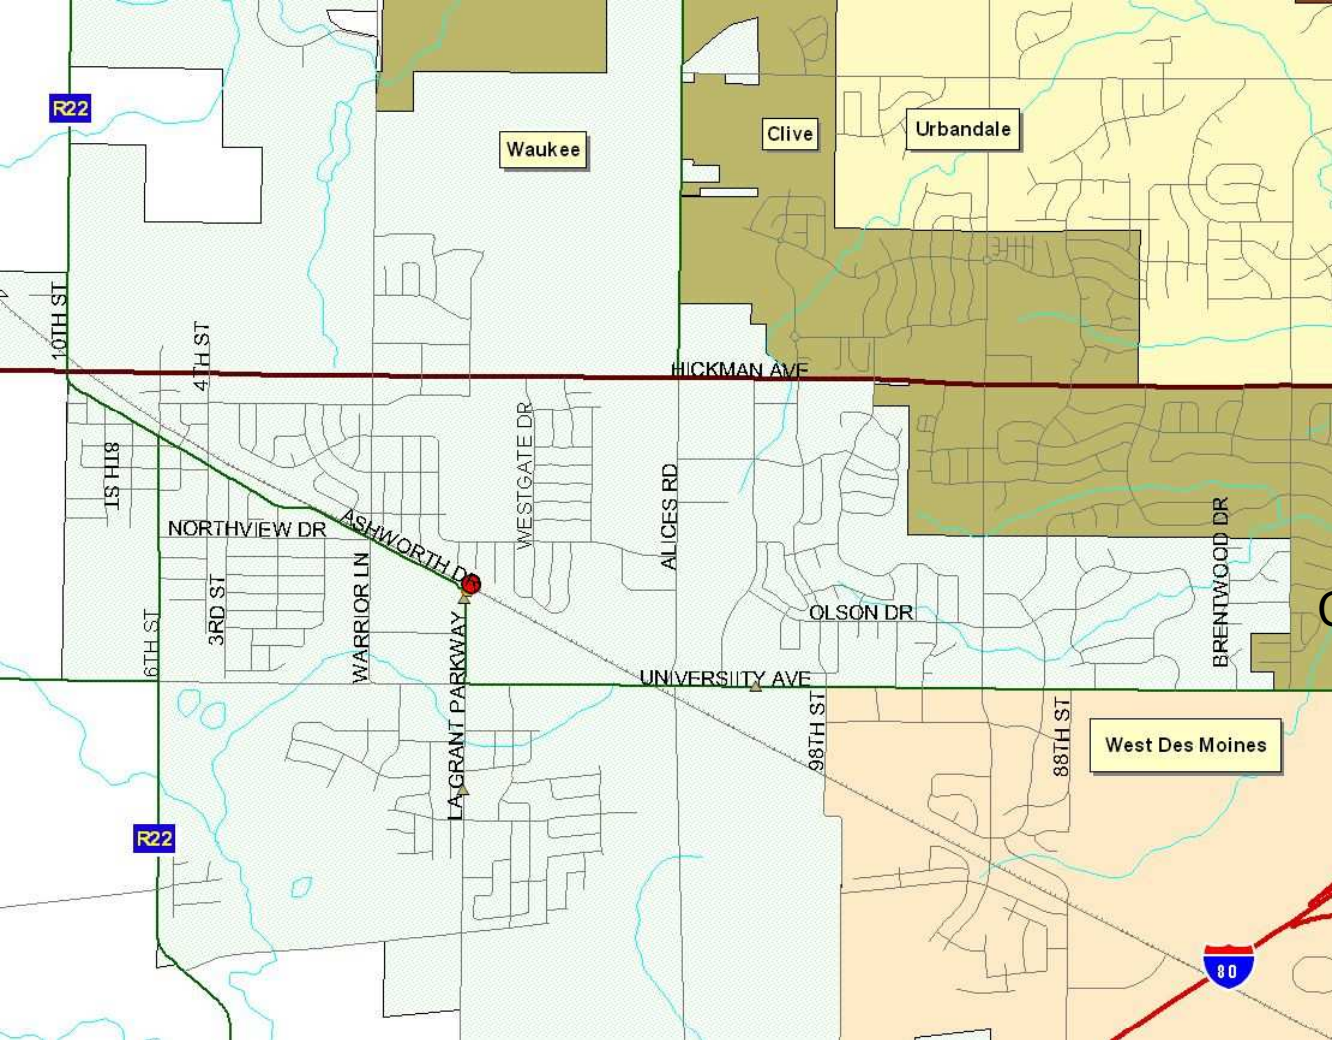 R22
Waukee
Clive
Urbandale
10TH ST
4TH ST
HICKMAN AVE
8TH ST
WESTGATE DR
ALICES RD
NORTHVIEW DR
ASHWORTH DR
BRENTWOOD DR
WARRIOR LN
3RD ST
6TH ST
OLSON DR
LA GRANT PARKWAY
UNIVERSIITY AVE
98TH ST
88TH ST
West Des Moines
R22
80